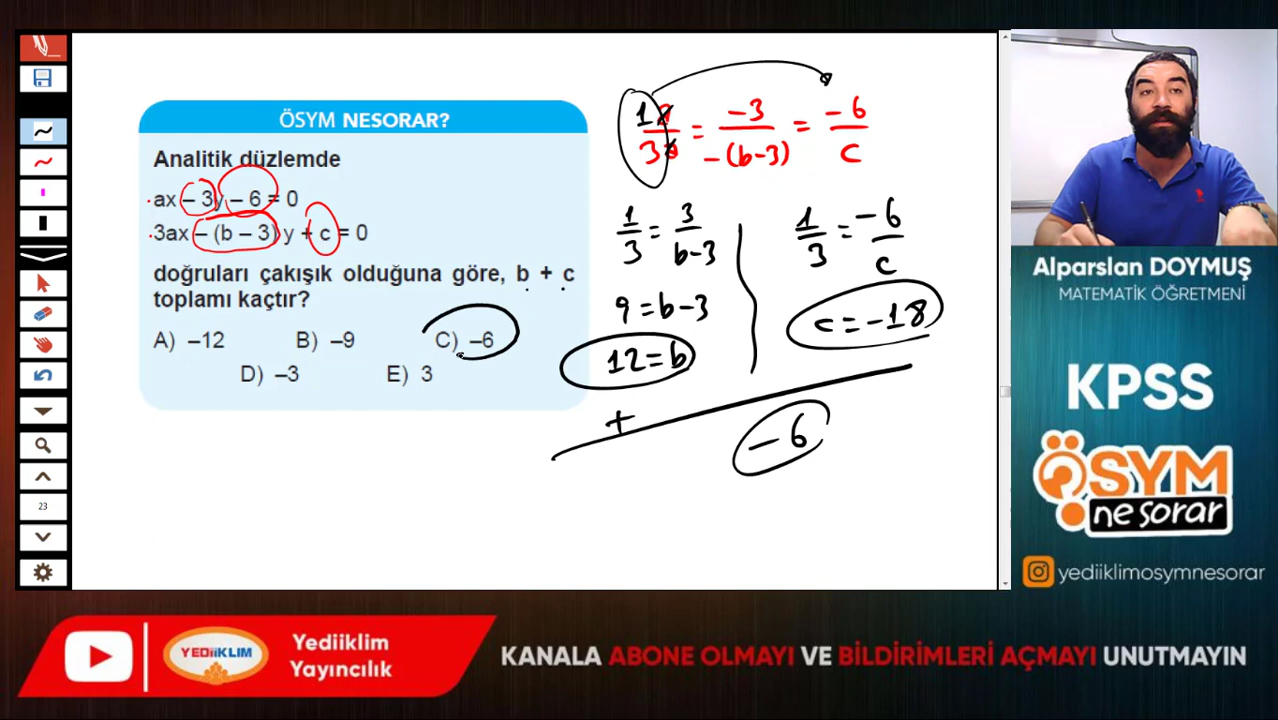 ÖSYM NESORAR?
Analitik düzlemde
ax – 3y – 6 = 0
3ax – (b – 3)y + c = 0
doğruları çakışık olduğuna göre, b + c
toplamı kaçtır?
A) –12 B) –9 C) –6
D) –3 E) 3
1a/3a = -3/-(b-3) = -6/c
1/3 = 3/b-3
9 = b-3
12 = b
1/3 = -6/c
c = -18
+
-6
23
Alparslan DOYMUŞ
MATEMATİK ÖĞRETMENİ
KPSS
ÖSYM
ne sorar
yediiklimosymnesorar
YEDİİKLİM
Yediiklim
Yayıncılık
KANALA ABONE OLMAYI VE BİLDİRİMLERİ AÇMAYI UNUTMAYIN